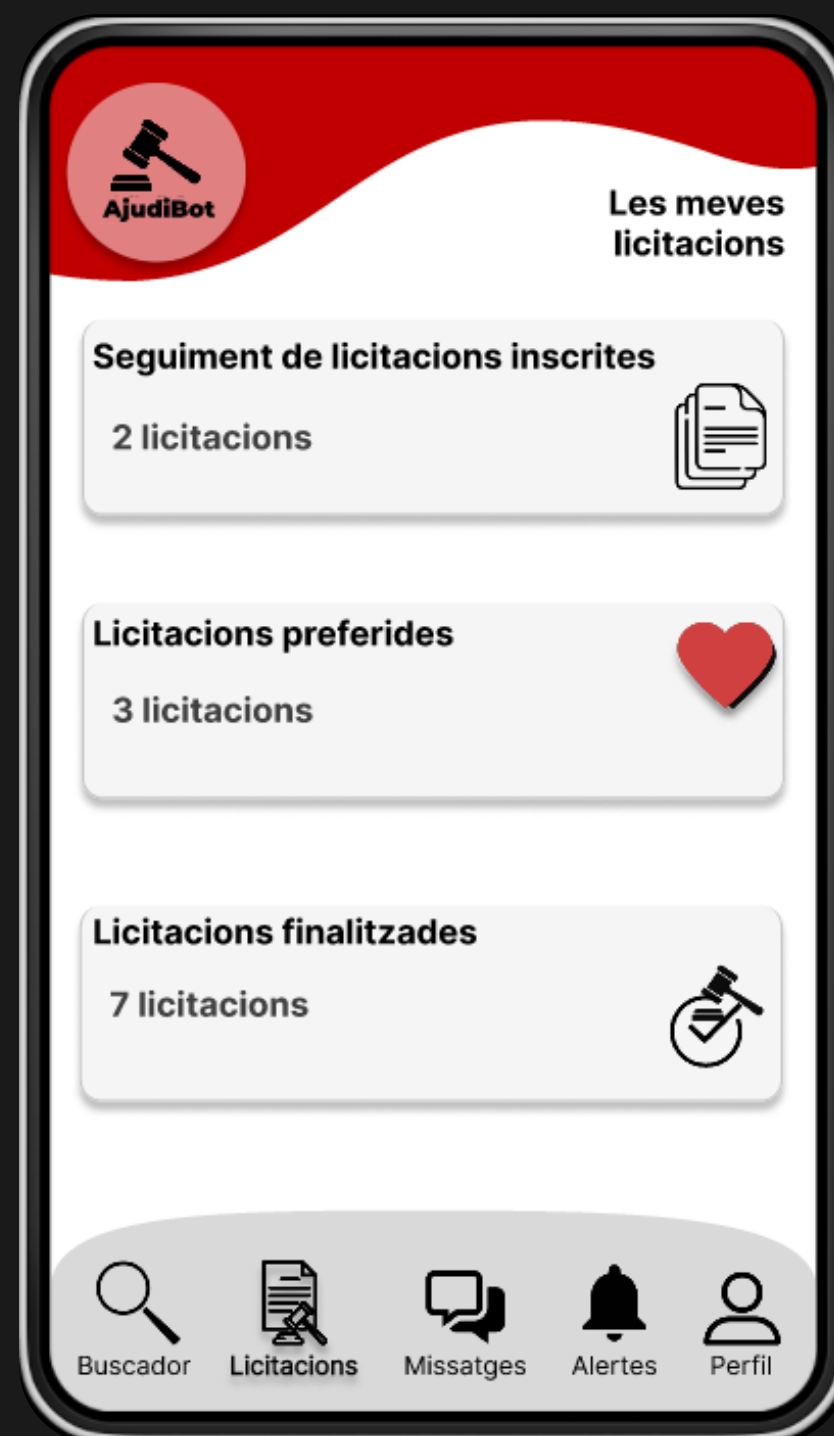 AjudiBot
Les meves
licitacions
Seguiment de licitacions inscrites
2 licitacions
Licitacions preferides
3 licitacions
Licitacions finalitzades
7 licitacions
Buscador
Licitacions
Missatges
Alertes
Perfil